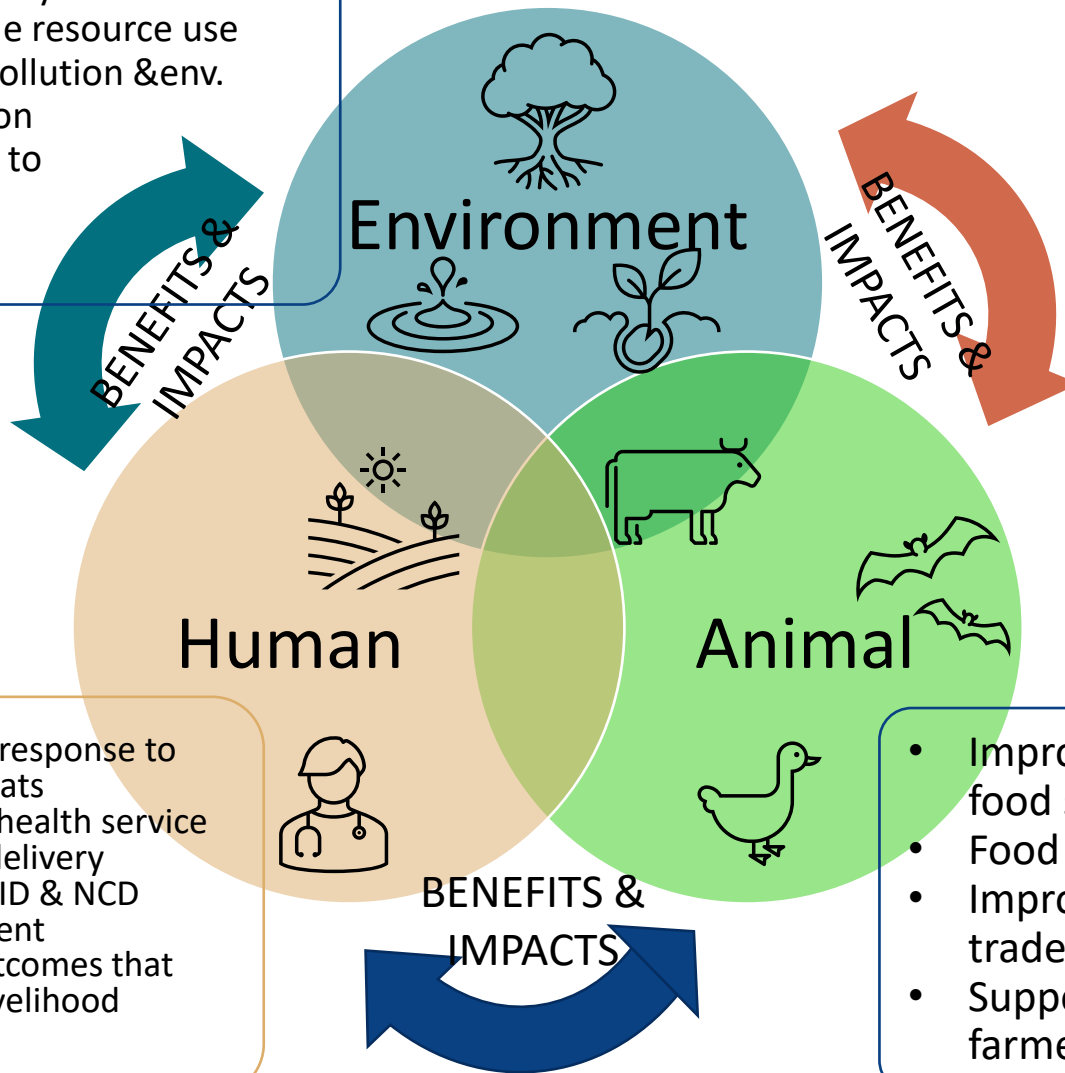 e resource use
ollution &env.
on
to
Environment
BENEFITS &
IMPACTS
BENEFITS &
IMPACTS
Human
Animal
response to
ats
health service
delivery
ID & NCD
ent
tcomes that
velihood
BENEFITS &
IMPACTS
• Impro
food
• Food
• Impro
trade
• Suppo
farme